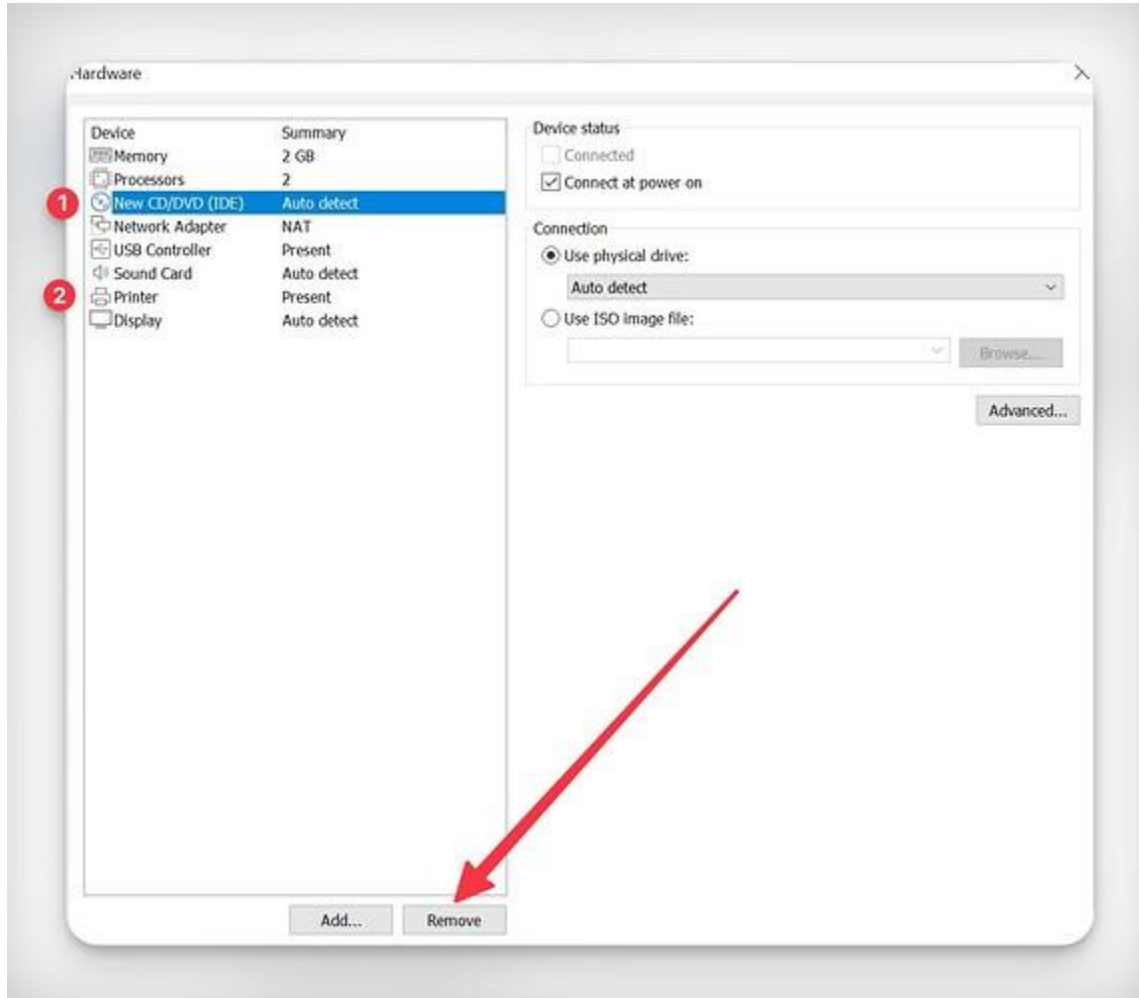 Hardware
Device Summary
Memory 2 GB
Processors 2
1 New CD/DVD (IDE) Auto detect
Network Adapter NAT
USB Controller Present
Sound Card Auto detect
2 Printer Present
Display Auto detect
Add... Remove
Device status
Connected
Connect at power on
Connection
Use physical drive:
Auto detect
Use ISO image file:
Browse...
Advanced...